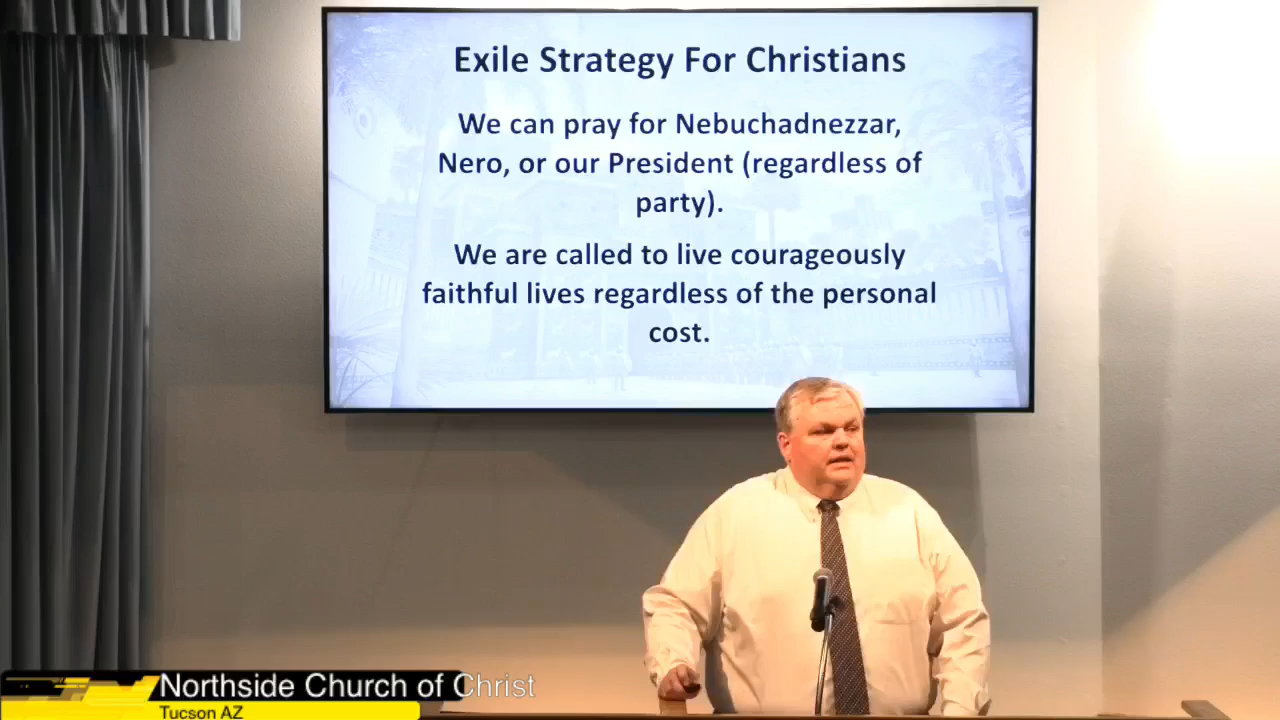 Exile Strategy For Christians
We can pray for Nebuchadnezzar,
Nero, or our President (regardless of
party).
We are called to live courageously
faithful lives regardless of the personal
cost.
Northside Church of Christ
Tucson AZ